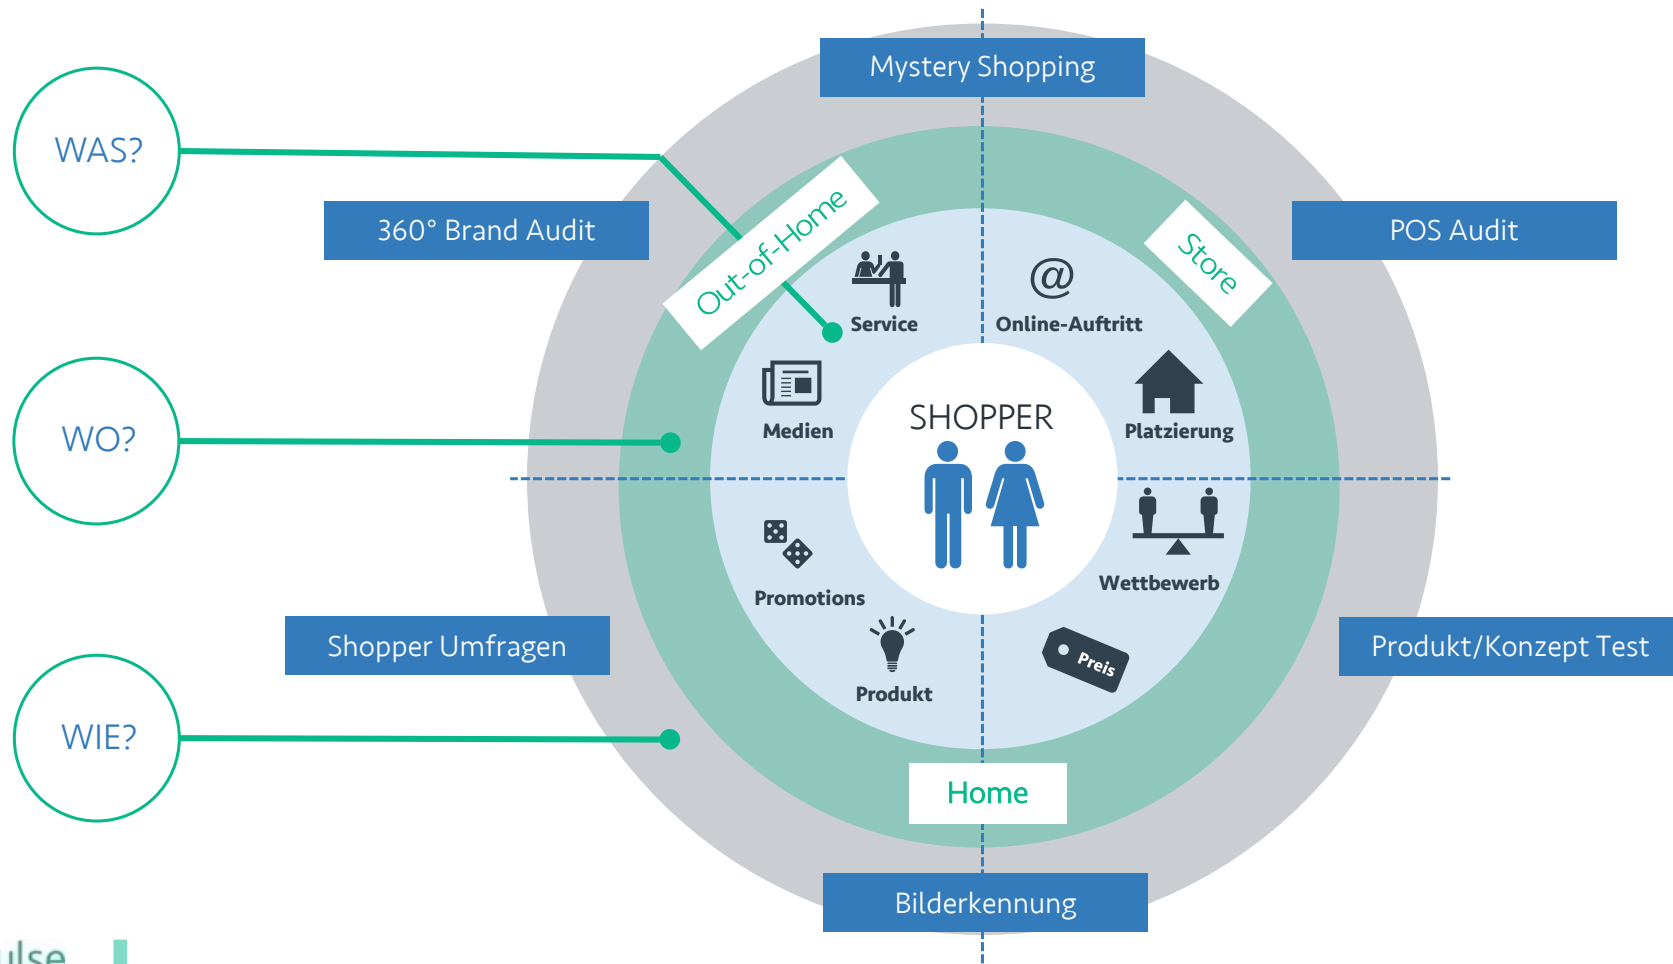 Mystery Shopping
WAS?
360° Brand Audit
POS Audit
Out-of-Home
Store
Service
@
Online-Auftritt
WO?
Medien
SHOPPER
Platzierung
Promotions
Wettbewerb
Shopper Umfragen
Produkt/Konzept Test
Preis
Produkt
WIE?
Home
Bilderkennung